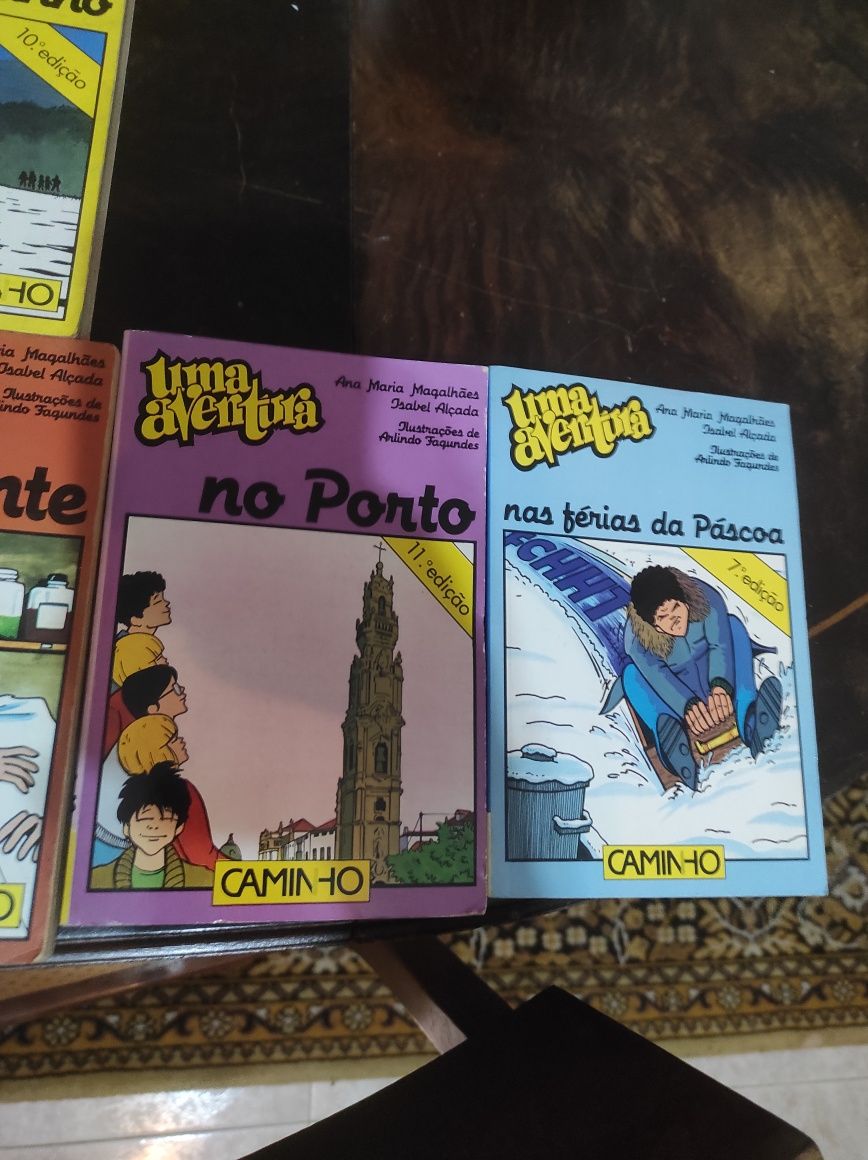 10.ª edição
Maria Magalhães
Isabel Alçada
Ilustrações de
Arlindo Fagundes
uma
aventura
Ana Maria Magalhães
Isabel Alçada
Ilustrações de
Arlindo Fagundes
no Porto
11.ª edição
CAMINHO
uma
aventura
Ana Maria Magalhães
Isabel Alçada
Ilustrações de
Arlindo Fagundes
nas férias da Páscoa
7.ª edição
CAMINHO